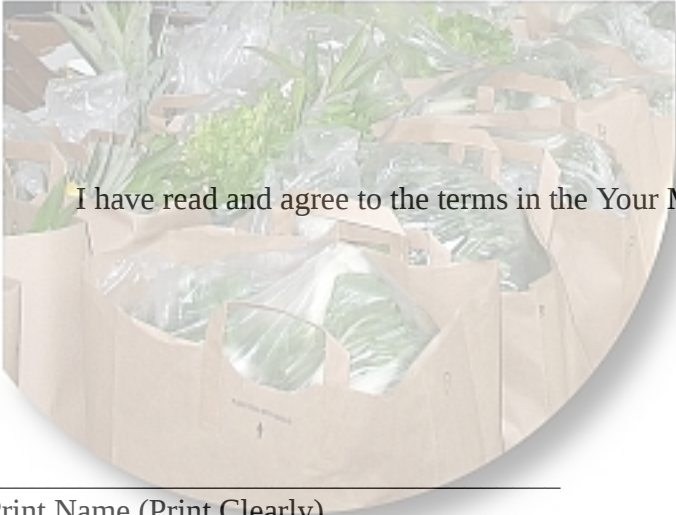 I have read and agree to the terms in the Your
Print Name (Print Clearly)